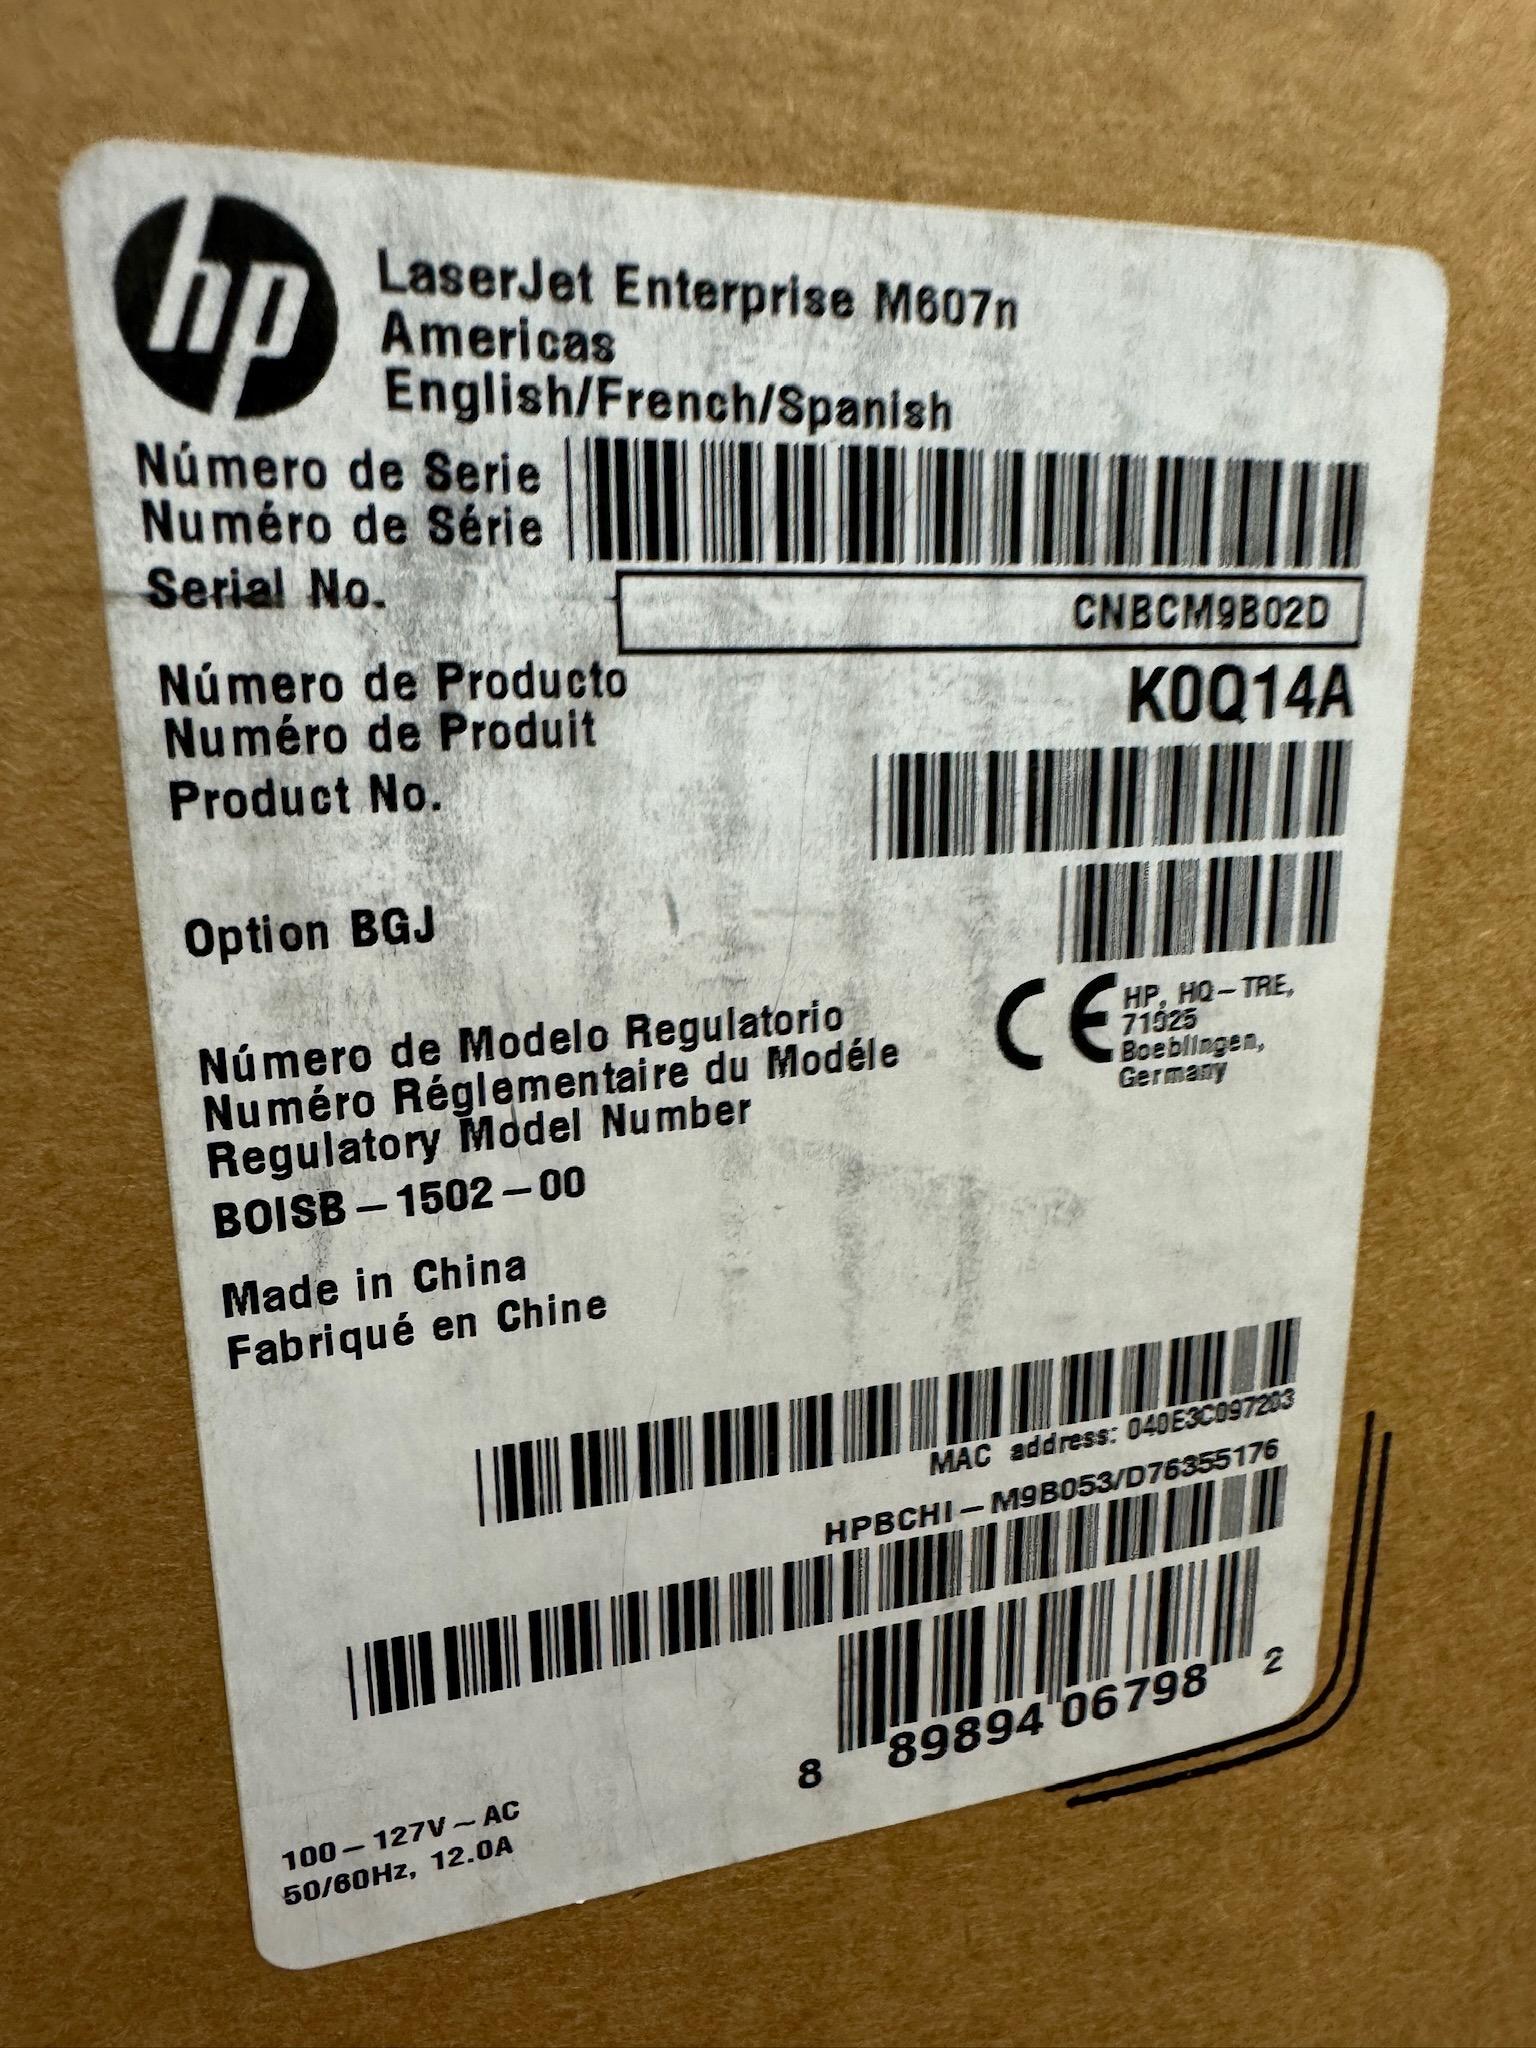 hp
LaserJet Enterprise M607n
Americas
English/French/Spanish
Número de Serie
Numéro de Série
Serial No.
CNBCM9B02D
Número de Producto
Numéro de Produit
Product No.
K0Q14A
Option BGJ
CE
HP, HQ-TRE,
71025
Boeblingen,
Germany
Número de Modelo Regulatorio
Numéro Réglementaire du Modéle
Regulatory Model Number
BOISB-1502-00
Made in China
Fabriqué en Chine
MAC address: 040E3C097203
HPBCHI-M9B053/D76355176
8 89894 06798 2
100-127V~AC
50/60Hz, 12.0A